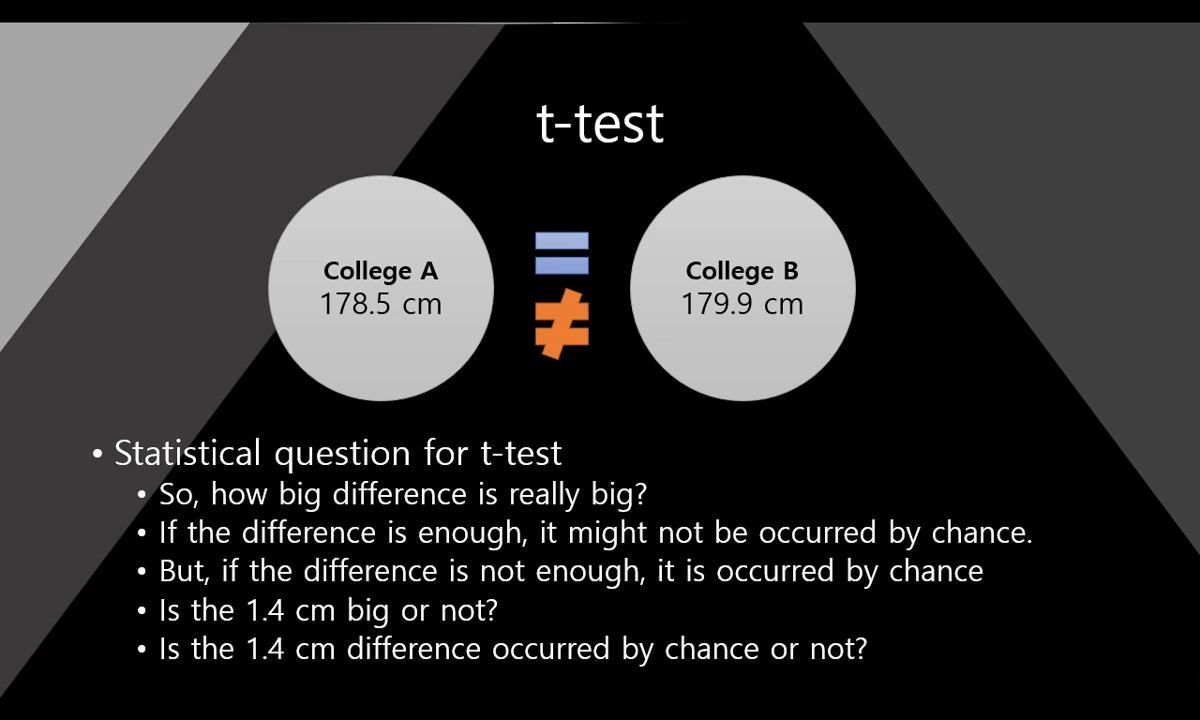 t-test
College A
178.5 cm
=
≠
College B
179.9 cm
• Statistical question for t-test
• So, how big difference is really big?
• If the difference is enough, it might not be occurred by chance.
• But, if the difference is not enough, it is occurred by chance
• Is the 1.4 cm big or not?
• Is the 1.4 cm difference occurred by chance or not?